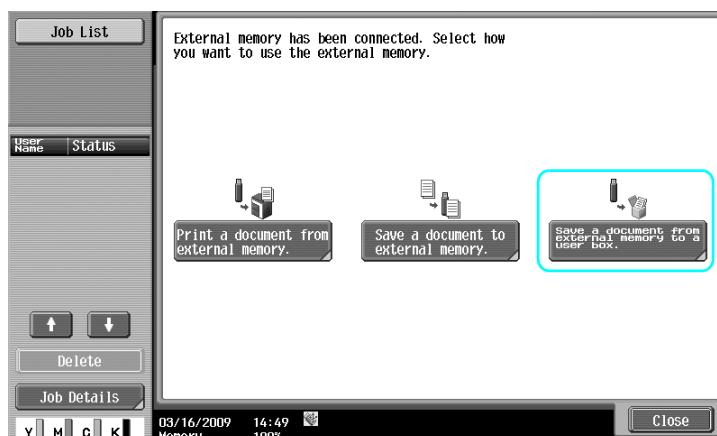 Job List
External memory has been connected. Select how
you want to use the external memory.
User
Name
Status
Print a document from
external memory.
Save a document to
external memory.
Save a document from
external memory to a
user box.
Delete
Job Details
Close
03/16/2009 14:49
Memory 100%
Y M C K